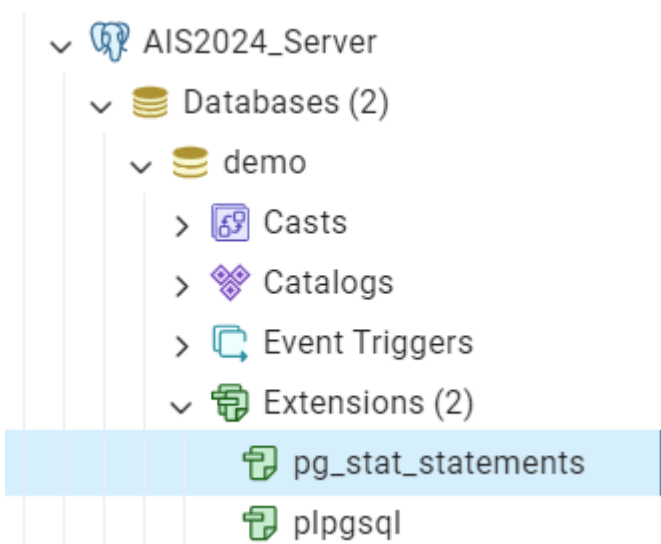 AIS2024_Server
Databases (2)
demo
Casts
Catalogs
Event Triggers
Extensions (2)
pg_stat_statements
plpgsql